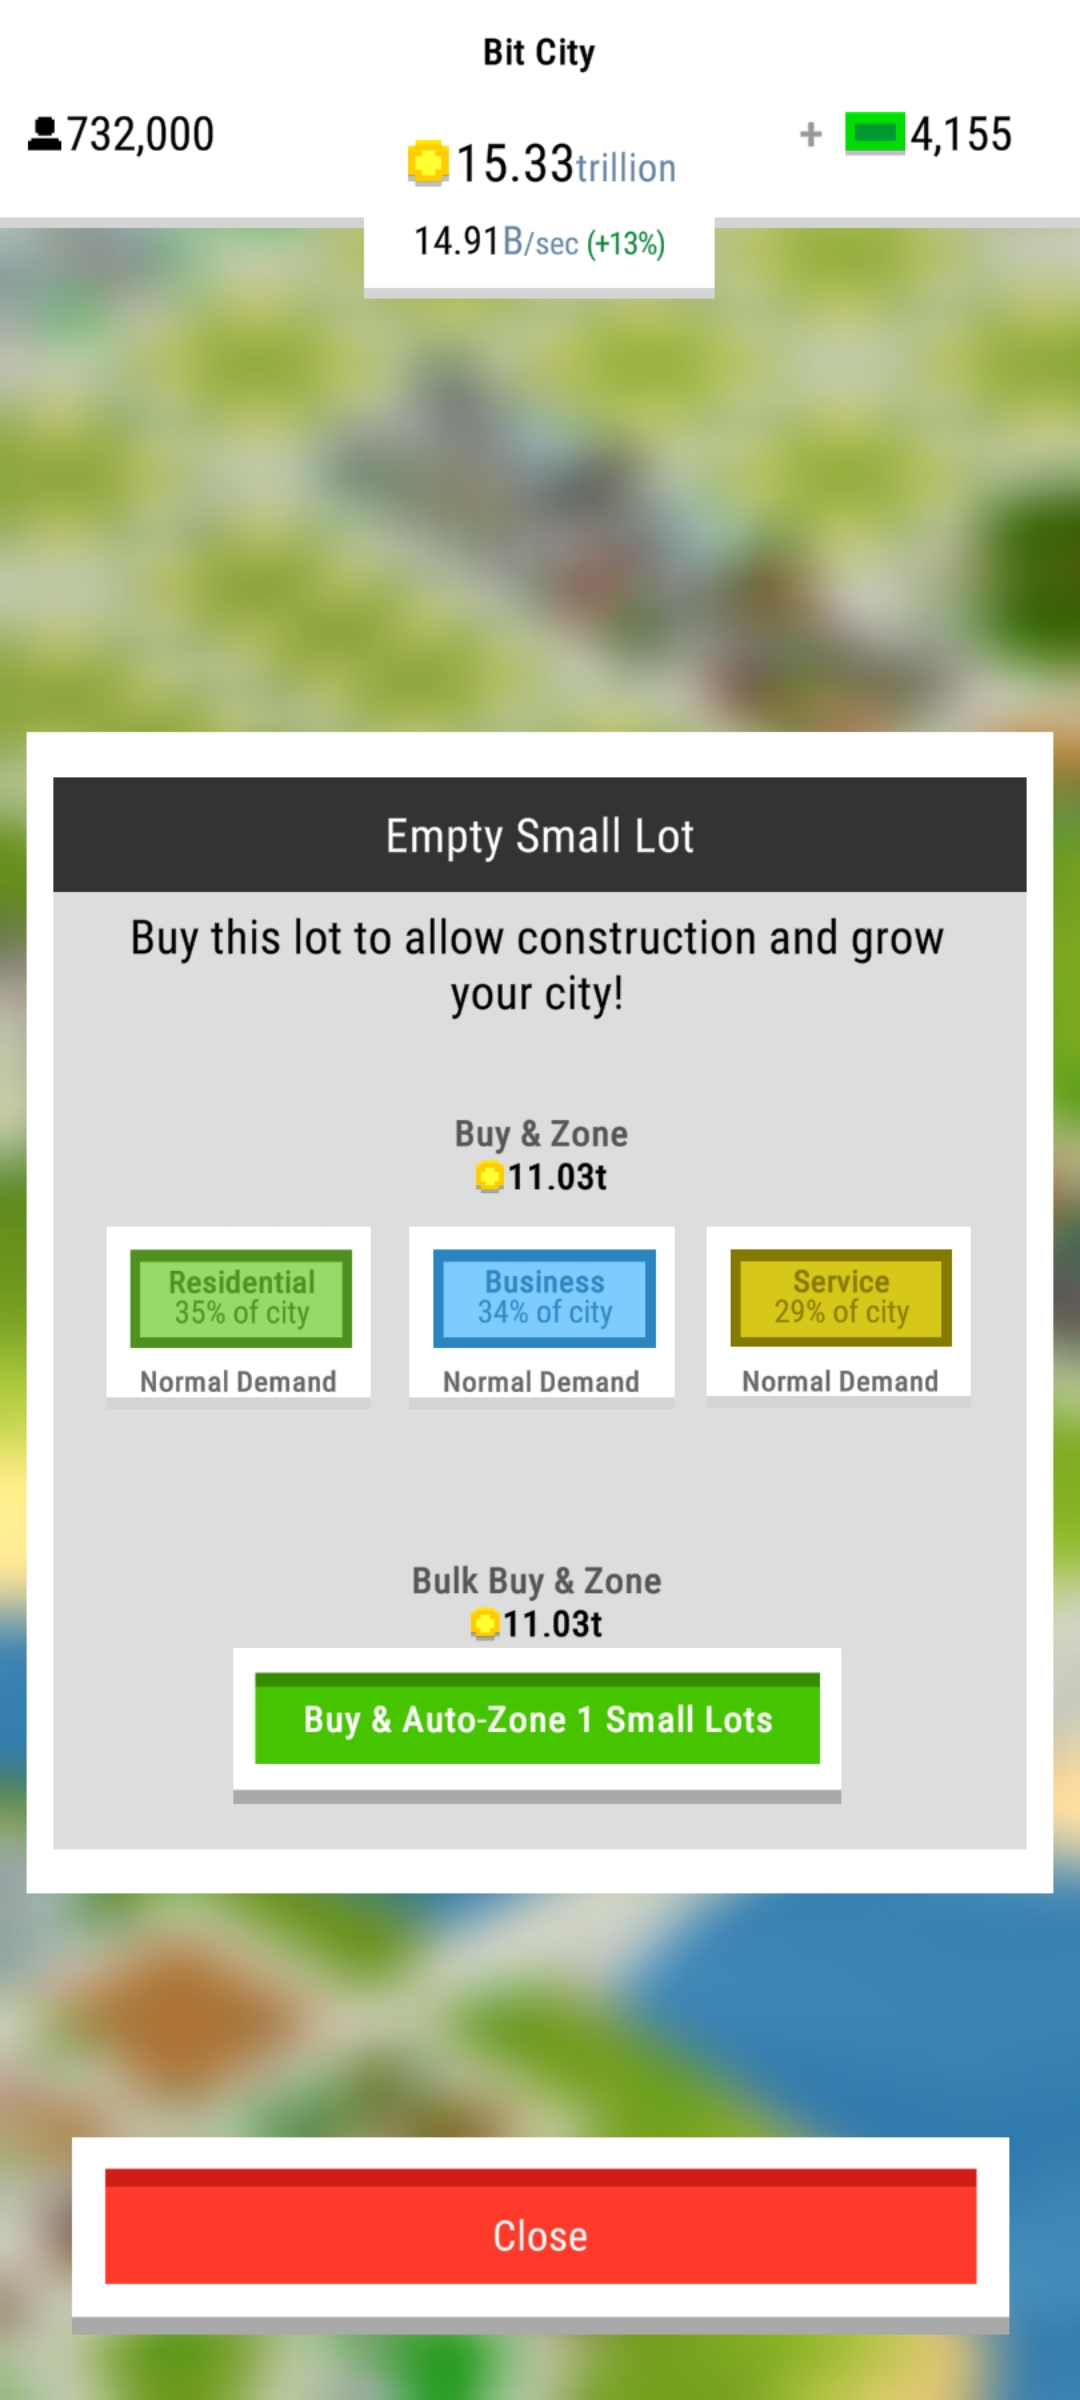 Bit City
732,000
15.33trillion
+ 4,155
14.91B/sec (+13%)
Empty Small Lot
Buy this lot to allow construction and grow
your city!
Buy & Zone
11.03t
Residential
35% of city
Normal Demand
Business
34% of city
Normal Demand
Service
29% of city
Normal Demand
Bulk Buy & Zone
11.03t
Buy & Auto-Zone 1 Small Lots
Close